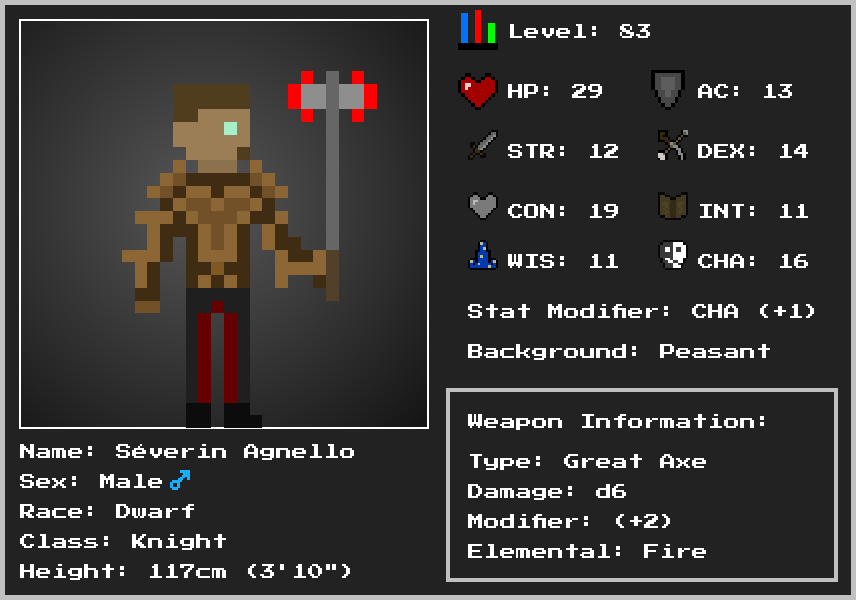 Level: 83
HP: 29
AC: 13
STR: 12
DEX: 14
CON: 19
INT: 11
WIS: 11
CHA: 16
Stat Modifier: CHA (+1)
Background: Peasant
Name: Séverin Agnello
Sex: Male♂
Race: Dwarf
Class: Knight
Height: 117cm (3'10")
Weapon Information:
Type: Great Axe
Damage: d6
Modifier: (+2)
Elemental: Fire